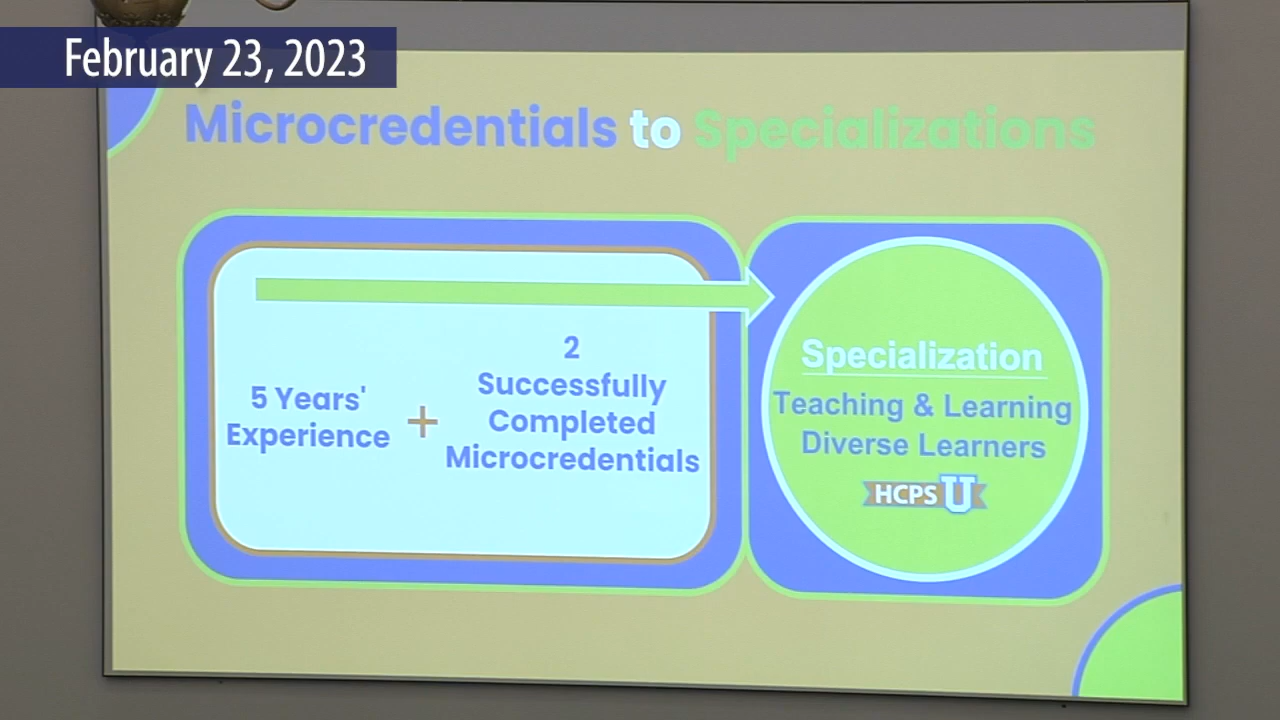 February 23, 2023
Microcredentials to Specializations
5 Years'
Experience
+
2
Successfully
Completed
Microcredentials
Specialization
Teaching & Learning
Diverse Learners
HCPS U